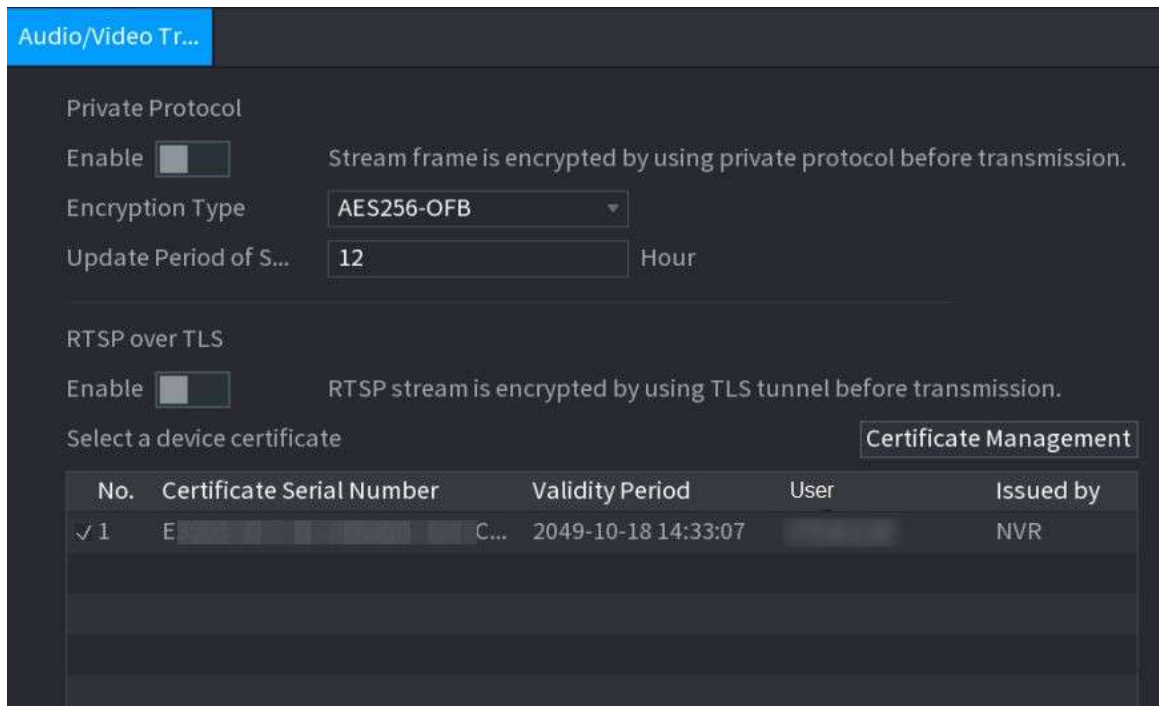 Audio/Video Tr...
Private Protocol
Enable Stream frame is encrypted by using private protocol before transmission.
Encryption Type AES256-OFB
Update Period of S... 12 Hour
RTSP over TLS
Enable RTSP stream is encrypted by using TLS tunnel before transmission.
Select a device certificate Certificate Management
No. Certificate Serial Number Validity Period User Issued by
1 E C... 2049-10-18 14:33:07 NVR